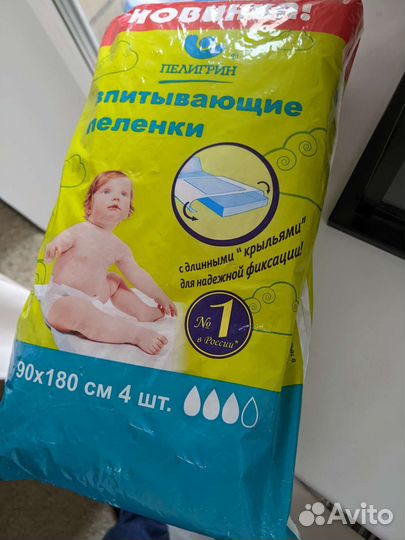 НОВИНКА!
ПЕЛИГРИН
впитывающие
пеленки
с длинными "крыльями"
для надежной фиксации!
№1
в России*
90х180 см 4 шт.
Avito